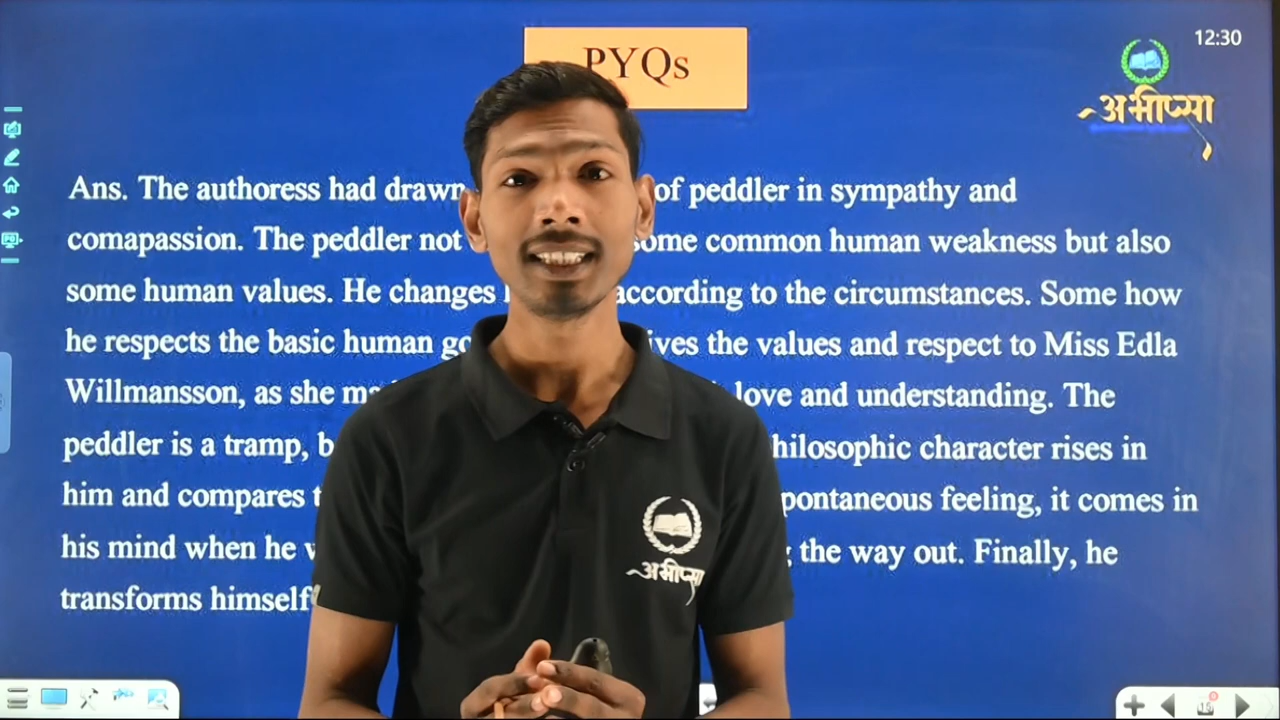 PYQs
12:30
अभीप्सा
Ans. The authoress had drawn of peddler in sympathy and
comapassion. The peddler not some common human weakness but also
some human values. He changes according to the circumstances. Some how
he respects the basic human the values and respect to Miss Edla
Willmansson, as she love and understanding. The
peddler is a tramp, character rises in
him and compares feeling, it comes in
his mind when he the way out. Finally, he
transforms himself
अभीप्सा